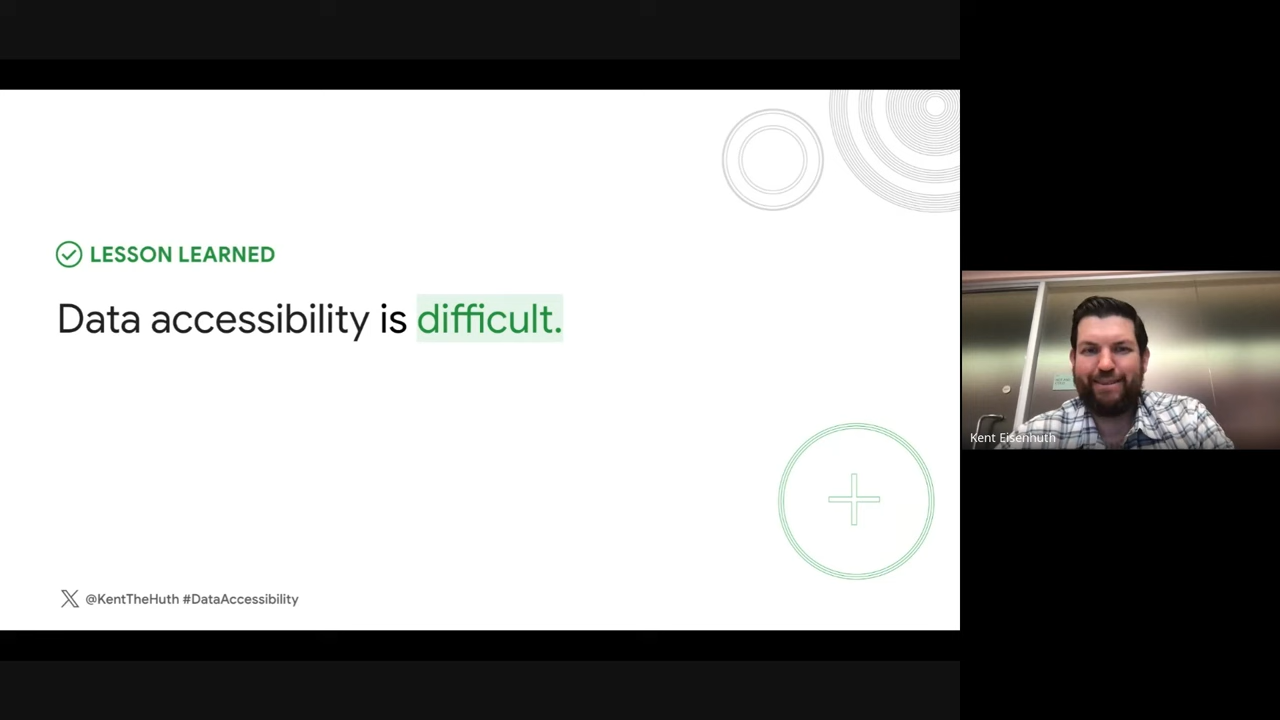 LESSON LEARNED
Data accessibility is difficult.
@KentTheHuth #DataAccessibility
Kent Eisenhuth